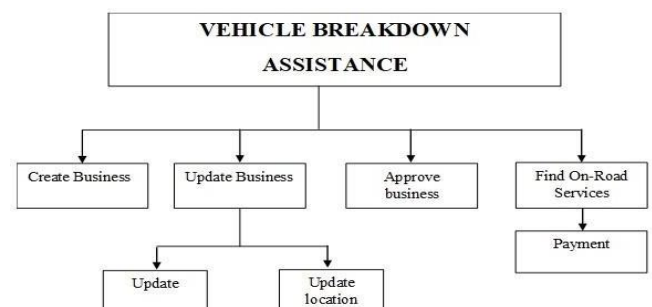 VEHICLE BREAKDOWN
ASSISTANCE
Create Business
Update Business
Approve
business
Find On-Road
Services
Payment
Update
Update
location